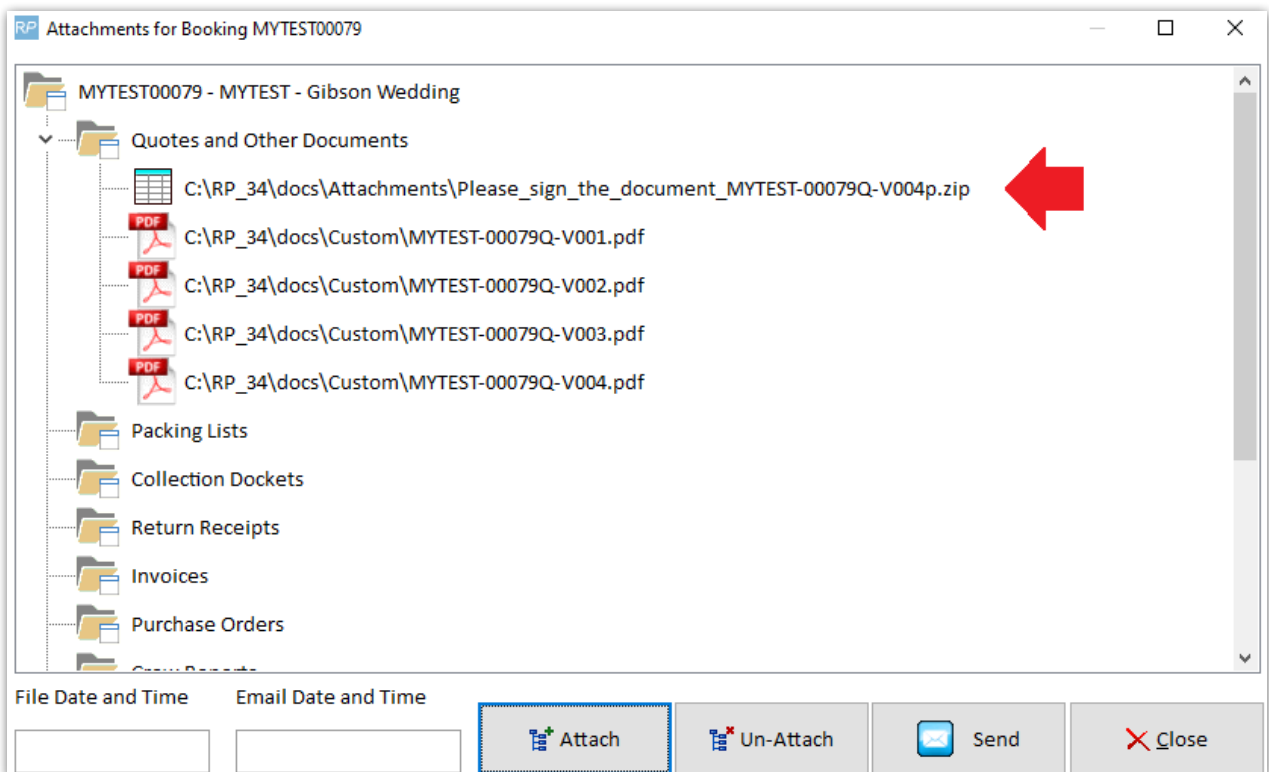 RP Attachments for Booking MYTEST00079
MYTEST00079 - MYTEST - Gibson Wedding
Quotes and Other Documents
C:\RP_34\docs\Attachments\Please_sign_the_document_MYTEST-00079Q-V004p.zip
PDF C:\RP_34\docs\Custom\MYTEST-00079Q-V001.pdf
PDF C:\RP_34\docs\Custom\MYTEST-00079Q-V002.pdf
PDF C:\RP_34\docs\Custom\MYTEST-00079Q-V003.pdf
PDF C:\RP_34\docs\Custom\MYTEST-00079Q-V004.pdf
Packing Lists
Collection Dockets
Return Receipts
Invoices
Purchase Orders
Crew Reports
File Date and Time Email Date and Time
Attach Un-Attach Send Close